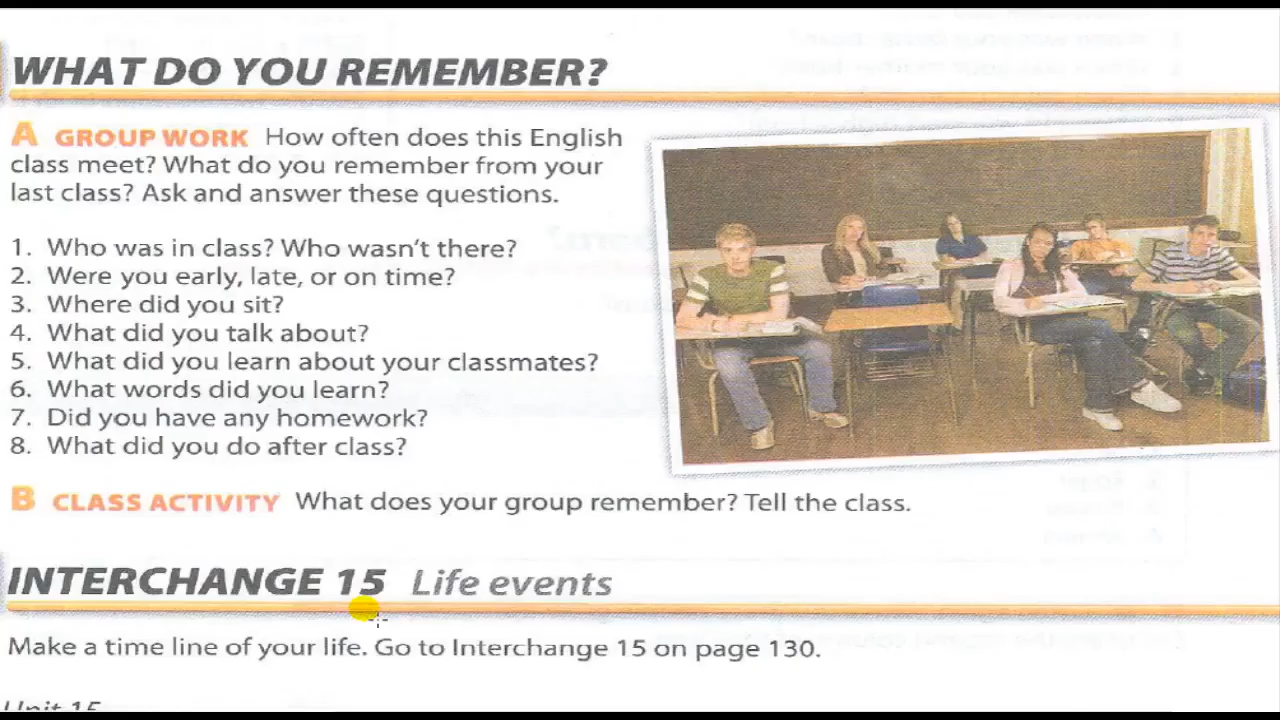 WHAT DO YOU REMEMBER?
A GROUP WORK How often does this English
class meet? What do you remember from your
last class? Ask and answer these questions.
1. Who was in class? Who wasn't there?
2. Were you early, late, or on time?
3. Where did you sit?
4. What did you talk about?
5. What did you learn about your classmates?
6. What words did you learn?
7. Did you have any homework?
8. What did you do after class?
B CLASS ACTIVITY What does your group remember? Tell the class.
INTERCHANGE 15 Life events
Make a time line of your life. Go to Interchange 15 on page 130.
Unit 15